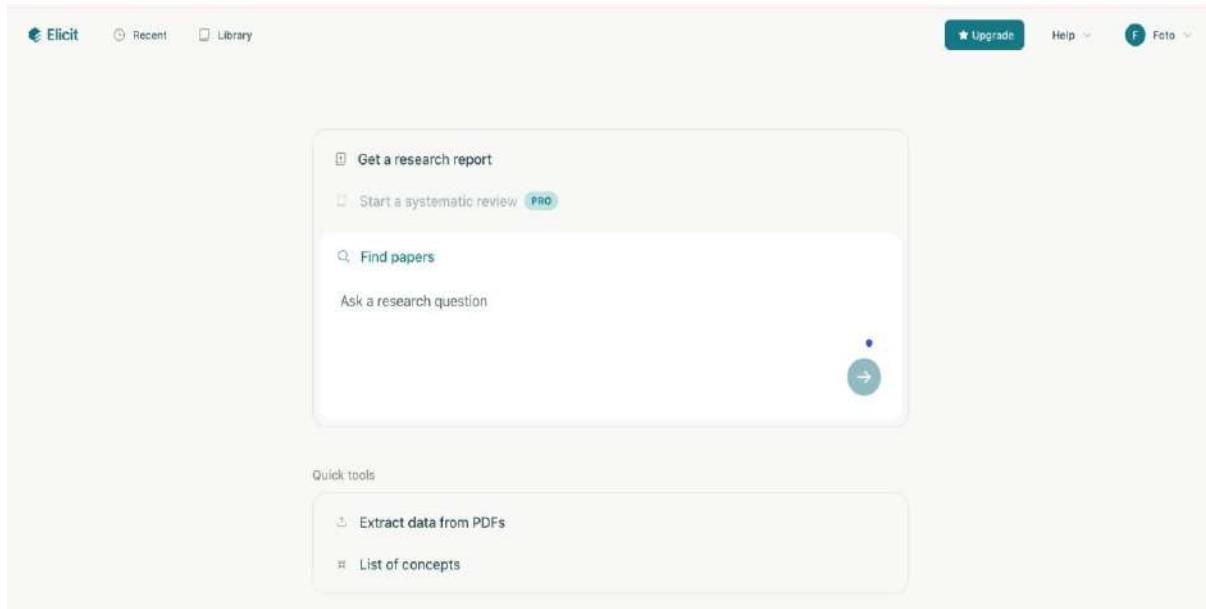 Elicit Recent Library Upgrade Help F Foto
Get a research report
Start a systematic review PRO
Find papers
Ask a research question
Quick tools
Extract data from PDFs
List of concepts